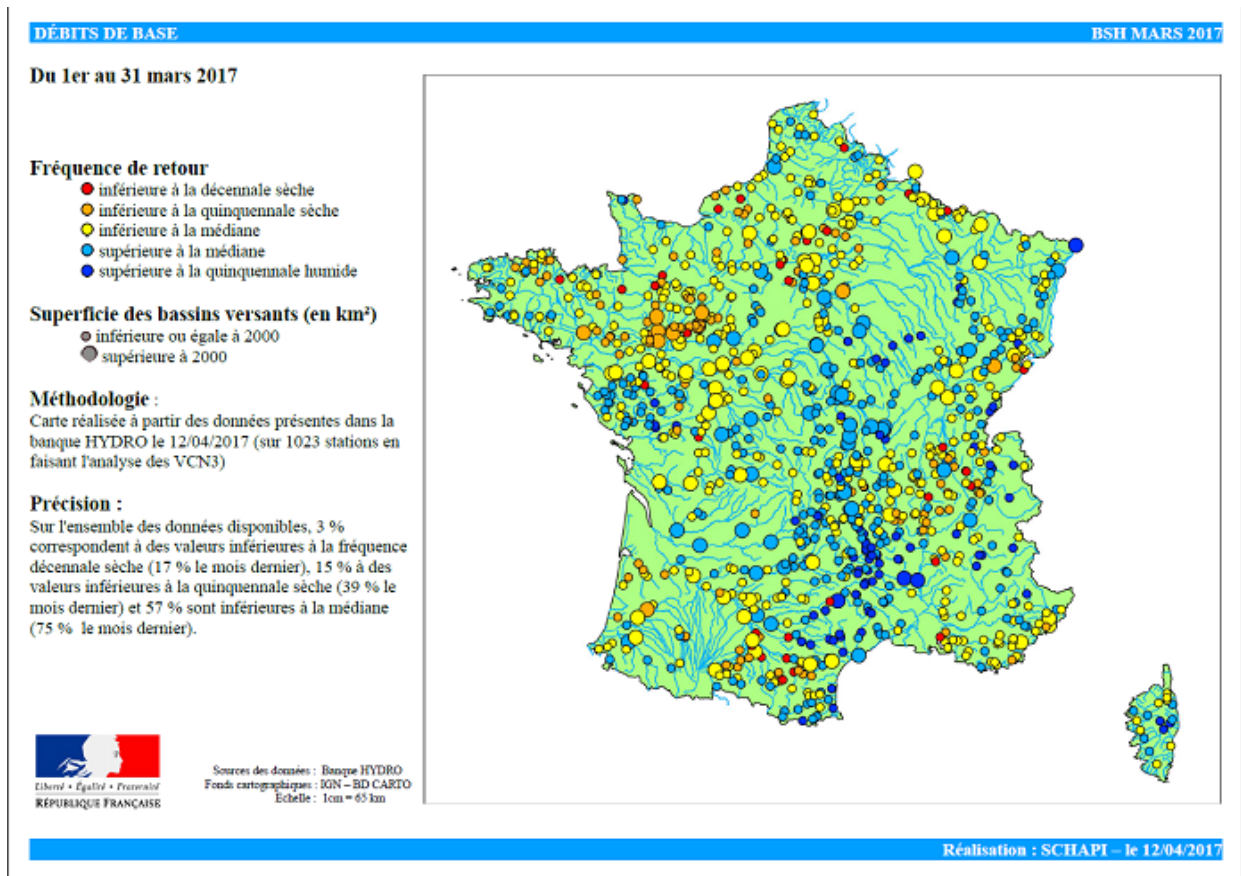 DÉBITS DE BASE
BSH MARS 2017
Du 1er au 31 mars 2017
Fréquence de retour
inférieure à la décennale sèche
inférieure à la quinquennale sèche
inférieure à la médiane
supérieure à la médiane
supérieure à la quinquennale humide
Superficie des bassins versants (en km²)
inférieure ou égale à 2000
supérieure à 2000
Méthodologie :
Carte réalisée à partir des données présentes dans la
banque HYDRO le 12/04/2017 (sur 1023 stations en
faisant l'analyse des VCN3)
Précision :
Sur l'ensemble des données disponibles, 3 %
correspondent à des valeurs inférieures à la fréquence
décennale sèche (17 % le mois dernier), 15 % à des
valeurs inférieures à la quinquennale sèche (39 % le
mois dernier) et 57 % sont inférieures à la médiane
(75 % le mois dernier).
Liberté • Égalité • Fraternité
RÉPUBLIQUE FRANÇAISE
Sources des données : Banque HYDRO
Fonds cartographiques : IGN – BD CARTO
Echelle : 1cm = 65 km
Réalisation : SCHAPI – le 12/04/2017